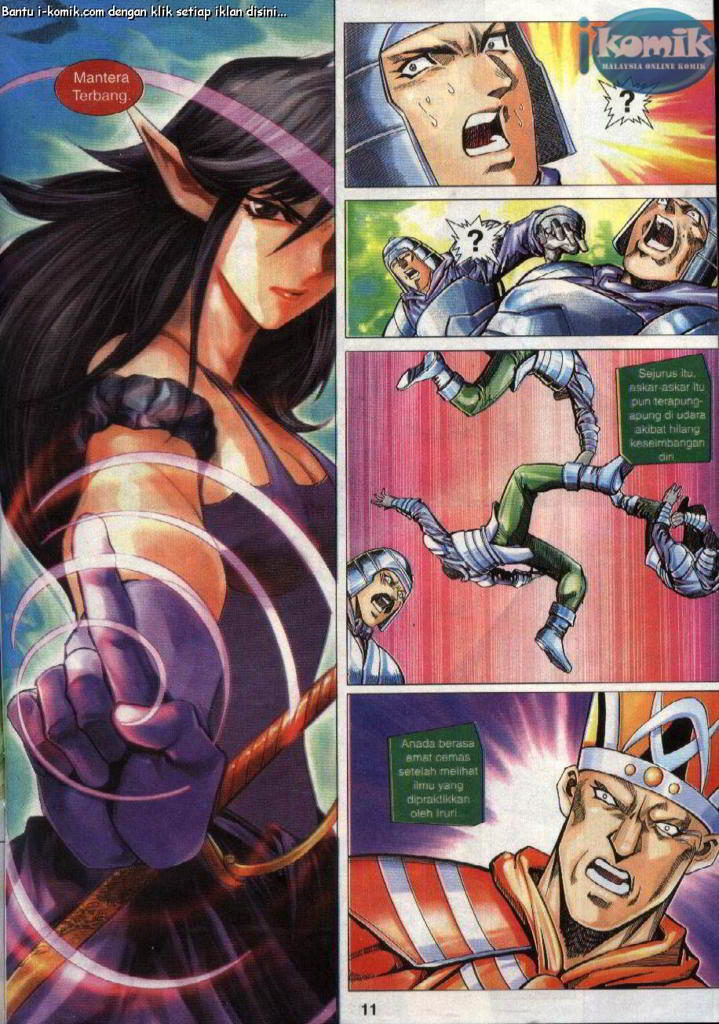 Bantu i-komik.com dengan klik setiap iklan disini...
Mantera
Terbang.
ikomik
MALAYSIA ONLINE KOMIK
?
?
Sejurus itu,
askar-askar itu
pun terapung-
apung di udara
akibat hilang
keseimbangan
diri.
Anada berasa
amat cemas
setelah melihat
ilmu yang
dipraktikkan
oleh Iruri...
11